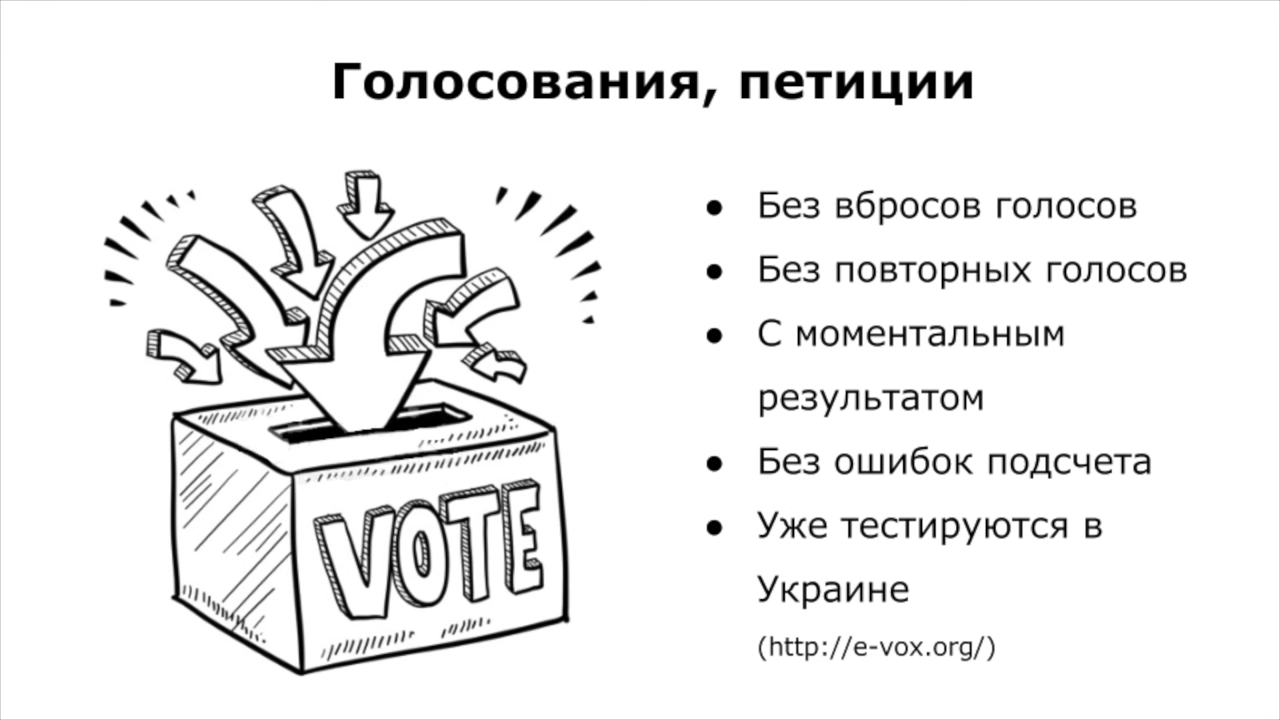 Голосования, петиции
● Без вбросов голосов
● Без повторных голосов
● С моментальным
результатом
● Без ошибок подсчета
● Уже тестируются в
Украине
(http://e-vox.org/)
VOTE